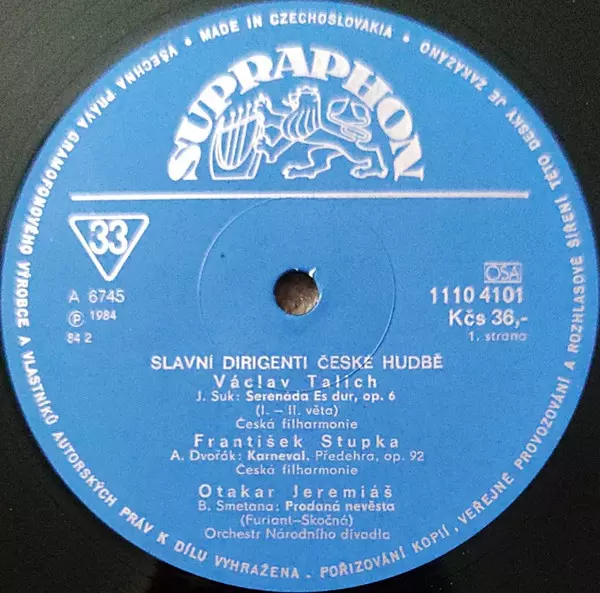 VŠECHNA PRÁVA GRAMOFONOVÉHO VÝROBCE A VLASTNÍKŮ AUTORSKÝCH PRÁV K DÍLU VYHRAŽENA. POŘIZOVÁNÍ KOPIÍ, VEŘEJNÉ PROVOZOVÁNÍ A ROZHLASOVÉ ŠÍŘENÍ TÉTO DESKY JE ZAKÁZÁNO • MADE IN CZECHOSLOVAKIA •
SUPRAPHON
33
A 6745
Ⓟ 1984
84 2
OSA
1110 4101
Kčs 36,-
1. strana
SLAVNÍ DIRIGENTI ČESKÉ HUDBĚ
Václav Talich
J. Suk: Serenáda Es dur, op. 6
(I. – II. věta)
Česká filharmonie
František Stupka
A. Dvořák: Karneval, Předehra, op. 92
Česká filharmonie
Otakar Jeremiáš
B. Smetana: Prodaná nevěsta
(Furiant-Skočná)
Orchestr Národního divadla